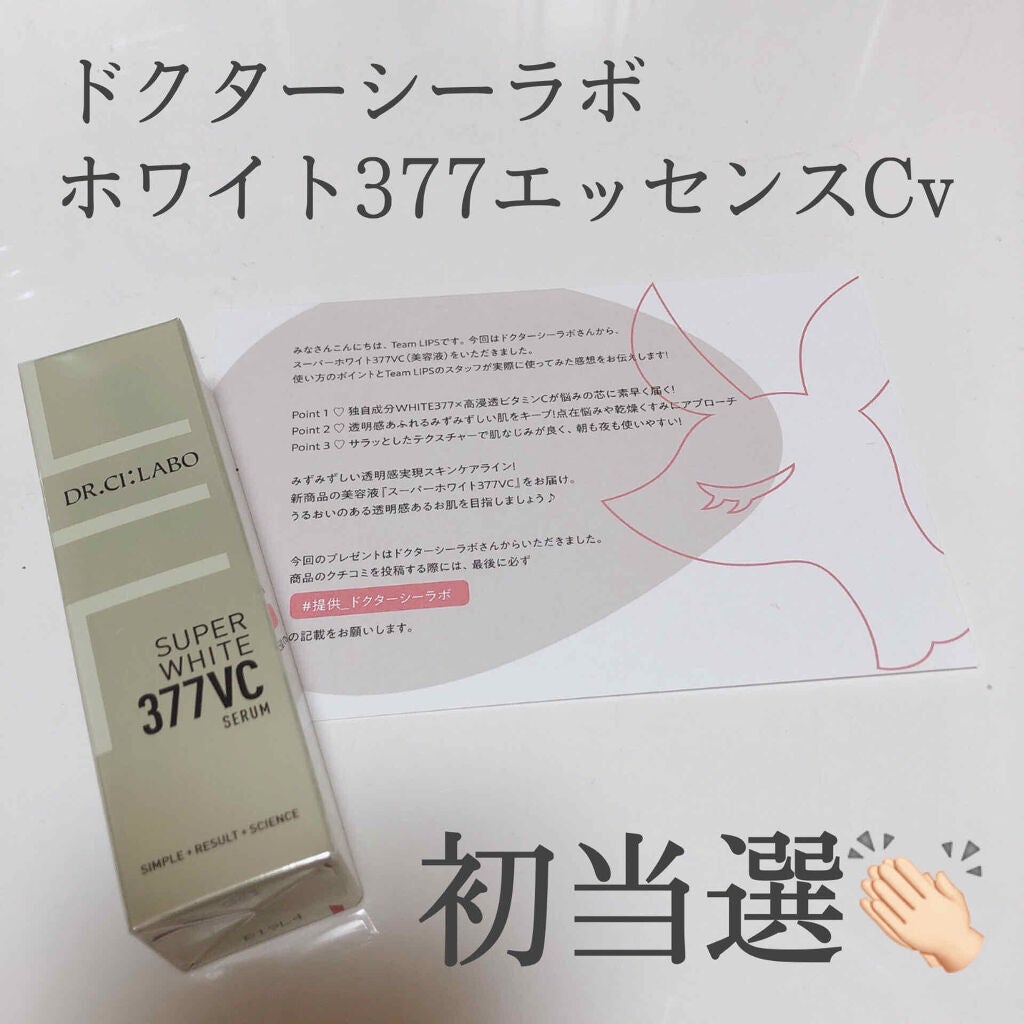 ドクターシーラボ
ホワイト377エッセンスCv
みなさんこんにちは、Team LIPSです。今回はドクターシーラボさんから、
スーパーホワイト377VC（美容液）をいただきました。
使い方のポイントとTeam LIPSのスタッフが実際に使ってみた感想をお伝えします!
Point 1 ♡ 独自成分WHITE377×高浸透ビタミンCが悩みの芯に素早く届く!
Point 2 ♡ 透明感あふれるみずみずしい肌をキープ!点在悩みや乾燥くすみにアプローチ
Point 3 ♡ サラッとしたテクスチャーで肌なじみが良く、朝も夜も使いやすい!
みずみずしい透明感実現スキンケアライン!
新商品の美容液『スーパーホワイト377VC』をお届け。
うるおいのある透明感あるお肌を目指しましょう♪
今回のプレゼントはドクターシーラボさんからいただきました。
商品のクチコミを投稿する際には、最後に必ず
#提供_ドクターシーラボ
の記載をお願いします。
DR.CI:LABO
SUPER
WHITE
377VC
SERUM
SIMPLE + RESULT + SCIENCE
初当選👏🏻